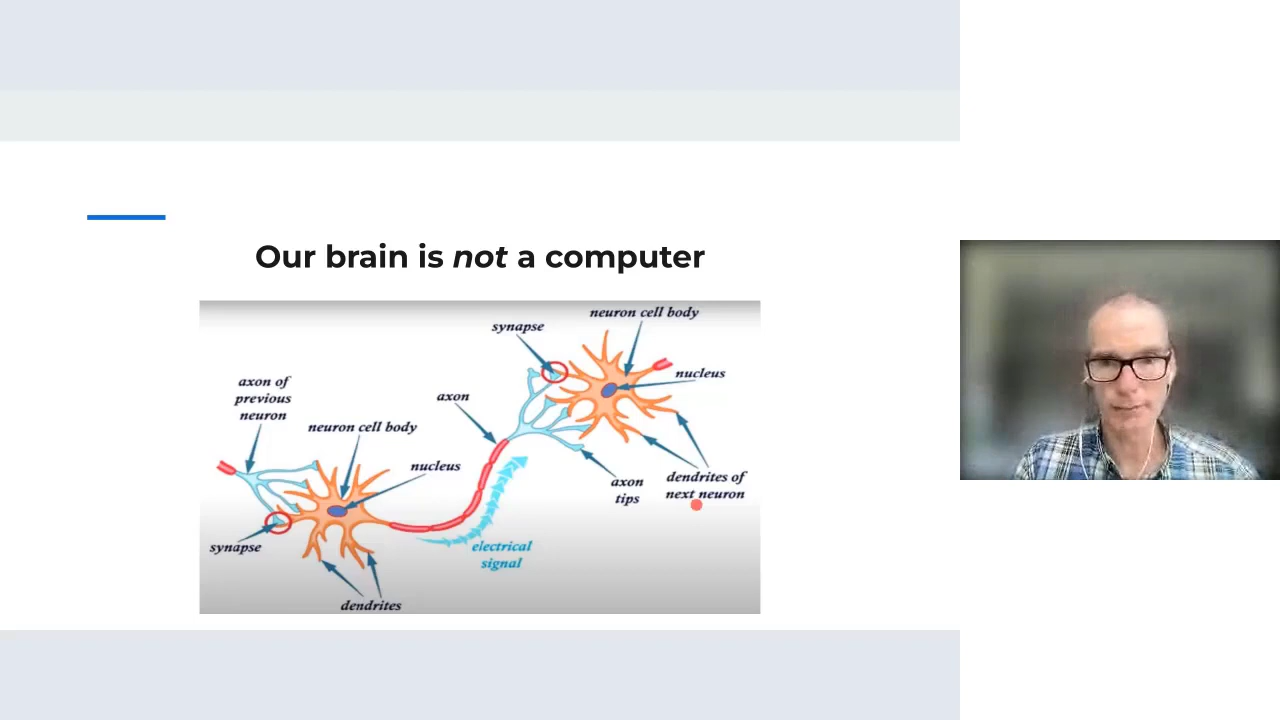 Our brain is not a computer
neuron cell body
synapse
nucleus
axon of
previous
neuron
axon
neuron cell body
nucleus
dendrites of
next neuron
axon
tips
synapse
electrical
signal
dendrites